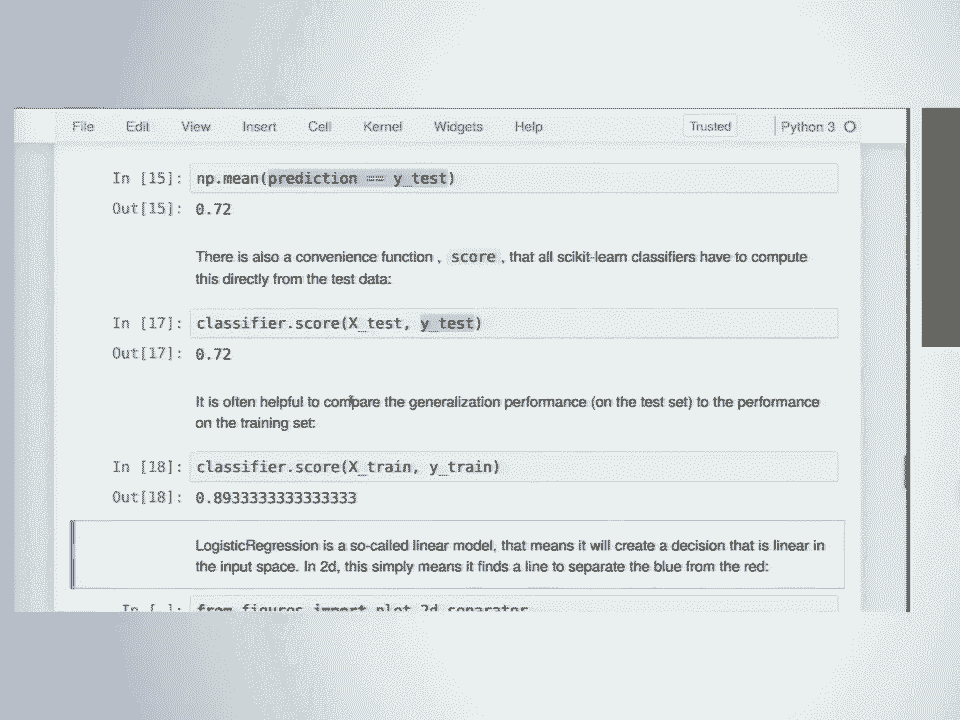 File Edit View Insert Cell Kernel Widgets Help Trusted Python 3
In [15]: np.mean(prediction == y_test)
Out[15]: 0.72
There is also a convenience function , score , that all scikit-learn classifiers have to compute
this directly from the test data:
In [17]: classifier.score(X_test, y_test)
Out[17]: 0.72
It is often helpful to compare the generalization performance (on the test set) to the performance
on the training set:
In [18]: classifier.score(X_train, y_train)
Out[18]: 0.8933333333333333
LogisticRegression is a so-called linear model, that means it will create a decision that is linear in
the input space. In 2d, this simply means it finds a line to separate the blue from the red:
In [ ]: from figures import plot_2d_separator